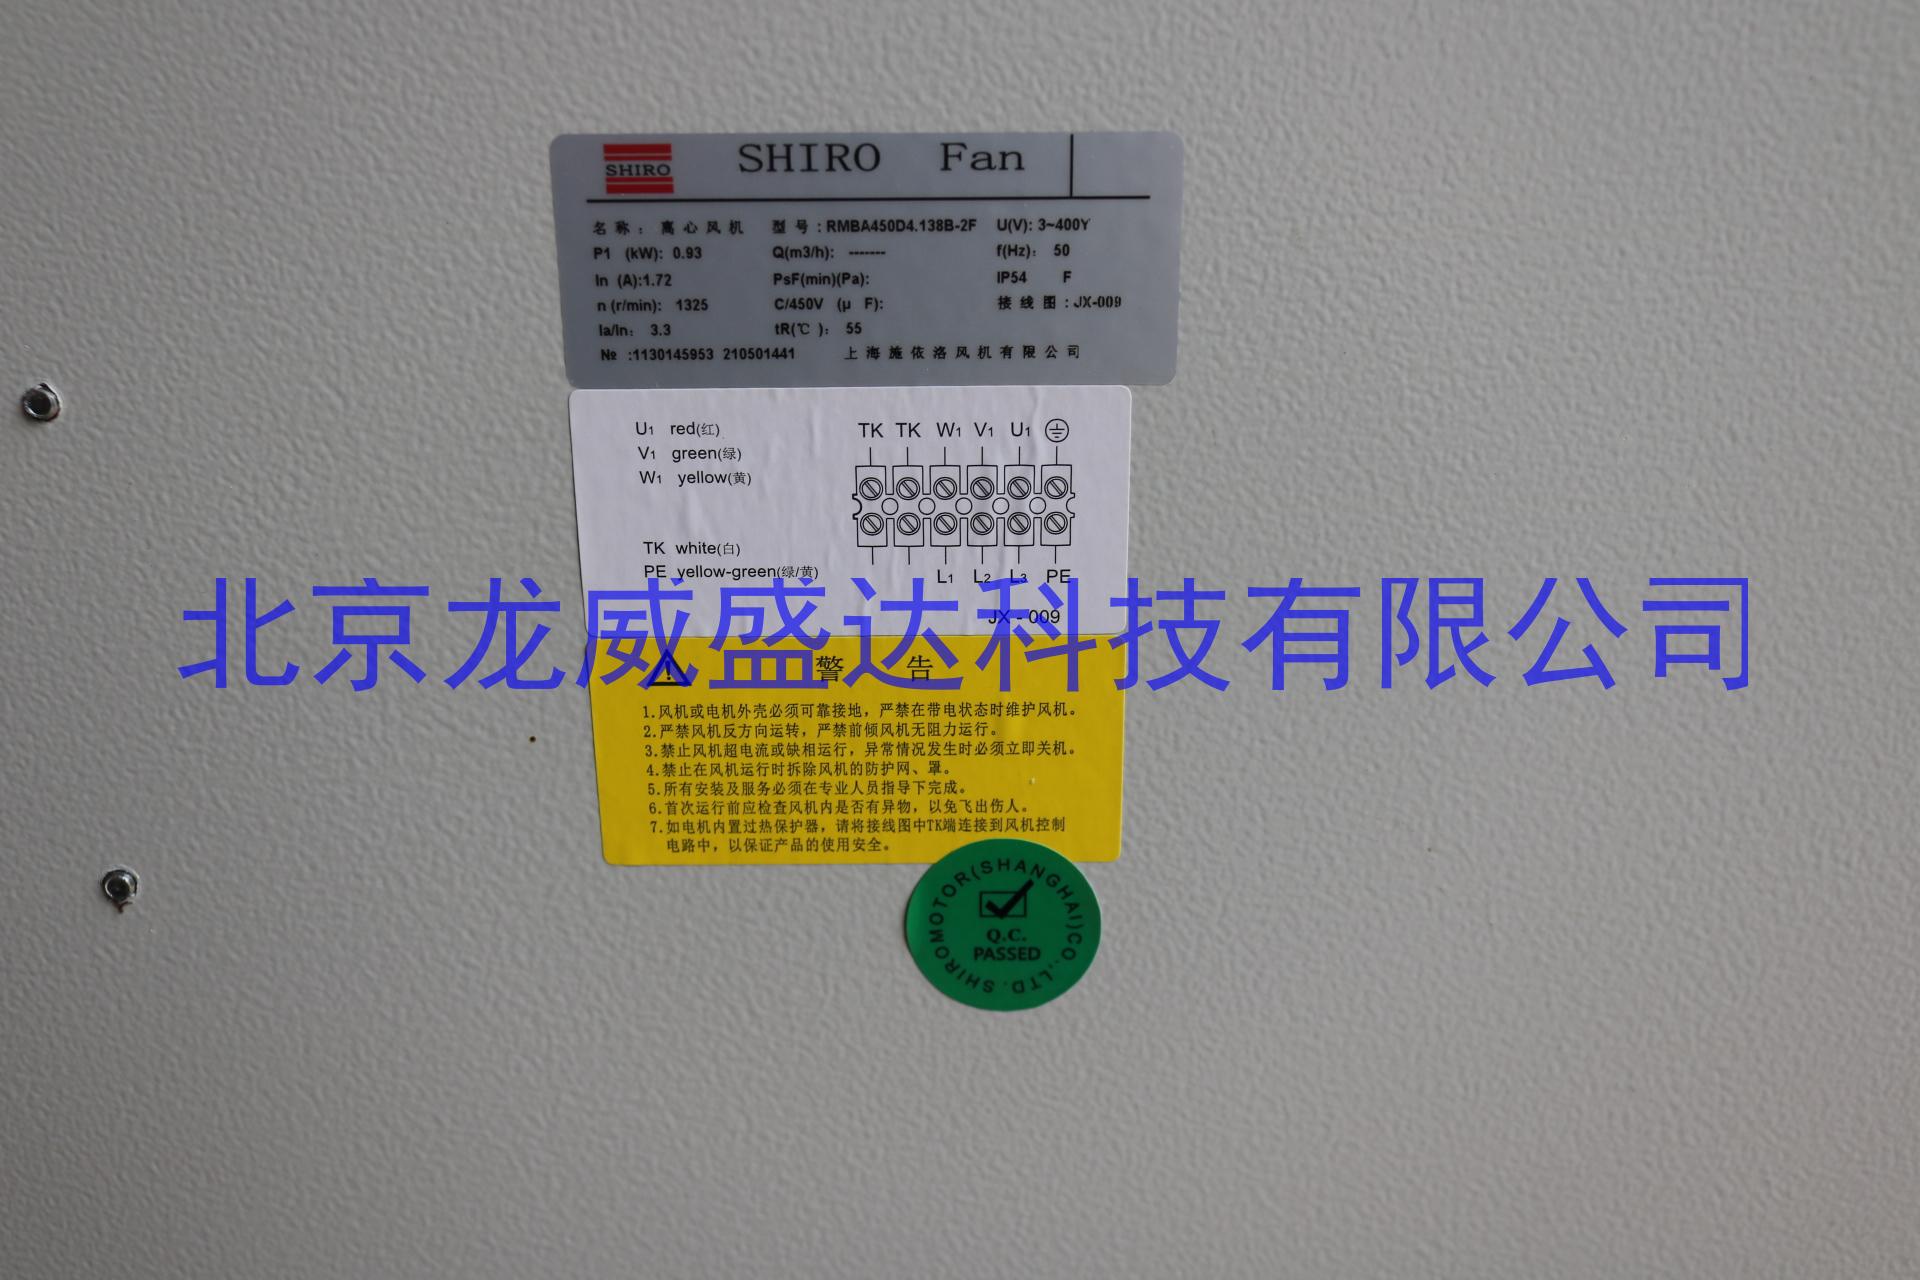 SHIRO
SHIRO Fan
名称：离心风机 型号：RMBA450D4.138B-2F U(V): 3~400Y
P1 (kW): 0.93 Q(m3/h): ------- f(Hz): 50
In (A):1.72 PsF(min)(Pa): IP54 F
n (r/min): 1325 C/450V (μ F): 接线图：JX-009
Ia/In: 3.3 tR(℃ ): 55
№ :1130145953 210501441 上海施依洛风机有限公司
U1 red(红)
V1 green(绿)
W1 yellow(黄)
TK white(白)
PE yellow-green(绿/黄)
TK TK W1 V1 U1
L1 L2 L3 PE
JX - 009
北京龙威盛达科技有限公司
警 告
1.风机或电机外壳必须可靠接地，严禁在带电状态时维护风机。
2.严禁风机反方向运转，严禁前倾风机无阻力运行。
3.禁止风机超电流或缺相运行，异常情况发生时必须立即关机。
4.禁止在风机运行时拆除风机的防护网、罩。
5.所有安装及服务必须在专业人员指导下完成。
6.首次运行前应检查风机内是否有异物，以免飞出伤人。
7.如电机内置过热保护器，请将接线图中TK端连接到风机控制
电路中，以保证产品的使用安全。
SHIROMOTOR(SHANGHAI)CO.,LTD.
Q.C.
PASSED